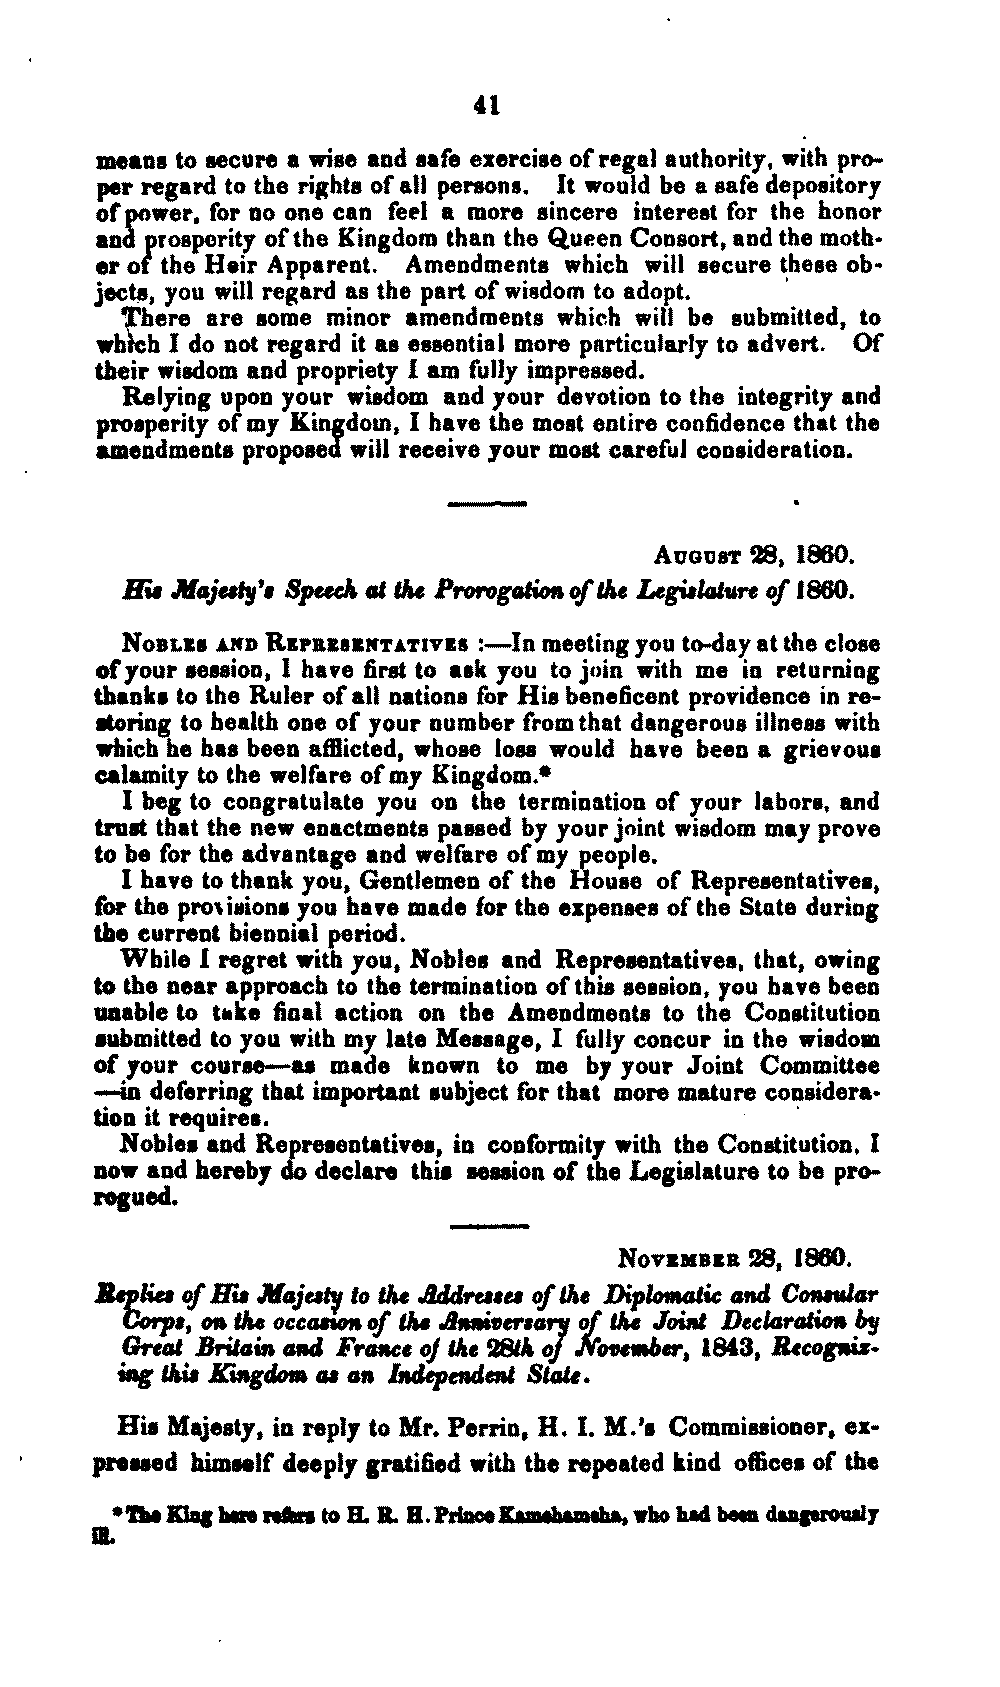 41
means to secure a wise and safe exercise of regal authority, with pro-
per regard to the rights of all persons. It would be a safe depository
of power, for no one can feel a more sincere interest for the honor
and prosperity of the Kingdom than the Queen Consort, and the moth-
er of the Heir Apparent. Amendments which will secure these ob-
jects, you will regard as the part of wisdom to adopt.
There are some minor amendments which will be submitted, to
which I do not regard it as essential more particularly to advert. Of
their wisdom and propriety I am fully impressed.
Relying upon your wisdom and your devotion to the integrity and
prosperity of my Kingdom, I have the most entire confidence that the
amendments proposed will receive your most careful consideration.
August 28, 1860.
His Majesty's Speech at the Prorogation of the Legislature of 1860.
Nobles and Representatives :—In meeting you to-day at the close
of your session, I have first to ask you to join with me in returning
thanks to the Ruler of all nations for His beneficent providence in re-
storing to health one of your number from that dangerous illness with
which he has been afflicted, whose loss would have been a grievous
calamity to the welfare of my Kingdom.*
I beg to congratulate you on the termination of your labors, and
trust that the new enactments passed by your joint wisdom may prove
to be for the advantage and welfare of my people.
I have to thank you, Gentlemen of the House of Representatives,
for the provisions you have made for the expenses of the State during
the current biennial period.
While I regret with you, Nobles and Representatives, that, owing
to the near approach to the termination of this session, you have been
unable to take final action on the Amendments to the Constitution
submitted to you with my late Message, I fully concur in the wisdom
of your course—as made known to me by your Joint Committee
—in deferring that important subject for that more mature considera-
tion it requires.
Nobles and Representatives, in conformity with the Constitution, I
now and hereby do declare this session of the Legislature to be pro-
rogued.
November 28, 1860.
Replies of His Majesty to the Addresses of the Diplomatic and Consular
Corps, on the occasion of the Anniversary of the Joint Declaration by
Great Britain and France of the 28th of November, 1843, Recogniz-
ing this Kingdom as an Independent State.
His Majesty, in reply to Mr. Perrin, H. I. M.'s Commissioner, ex-
pressed himself deeply gratified with the repeated kind offices of the
*The King here refers to H. R. H. Prince Kamehameha, who had been dangerously
ill.